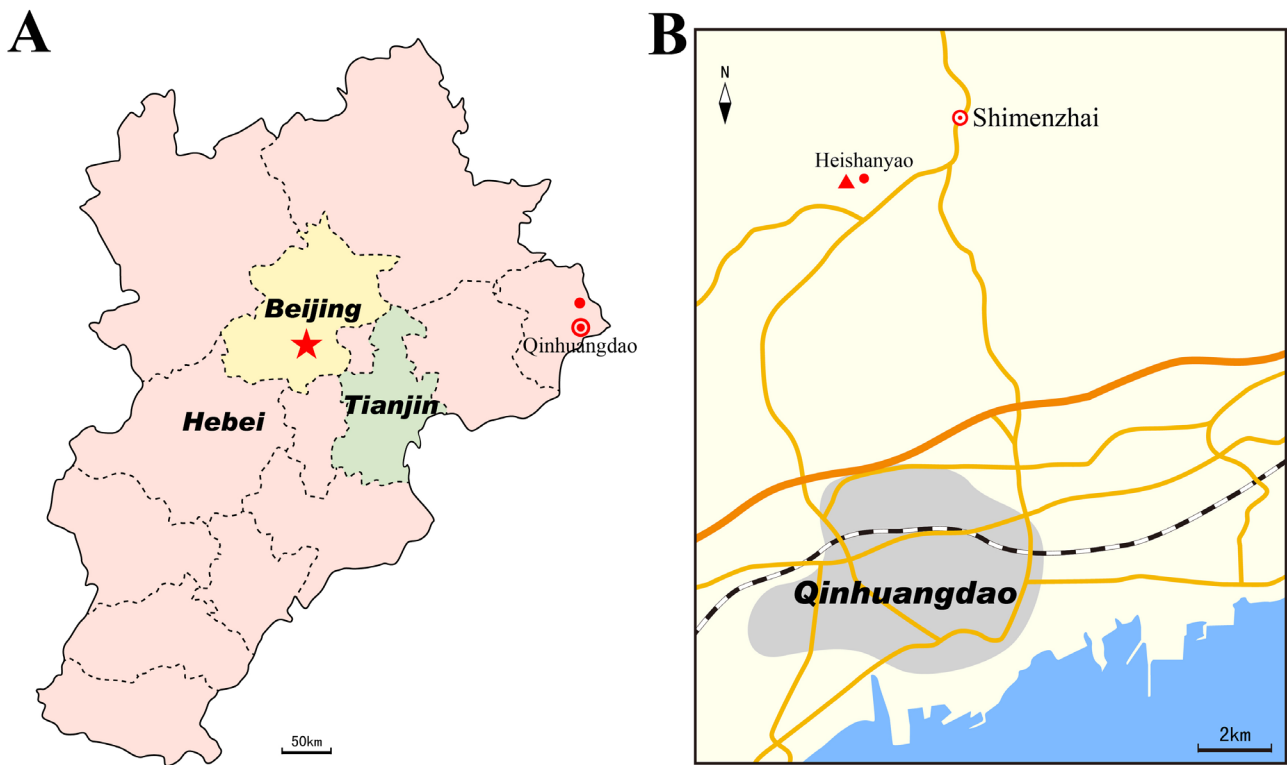 A
Beijing
Qinhuangdao
Tianjin
Hebei
50km
B
N
Shimenzhai
Heishanyao
Qinhuangdao
2km